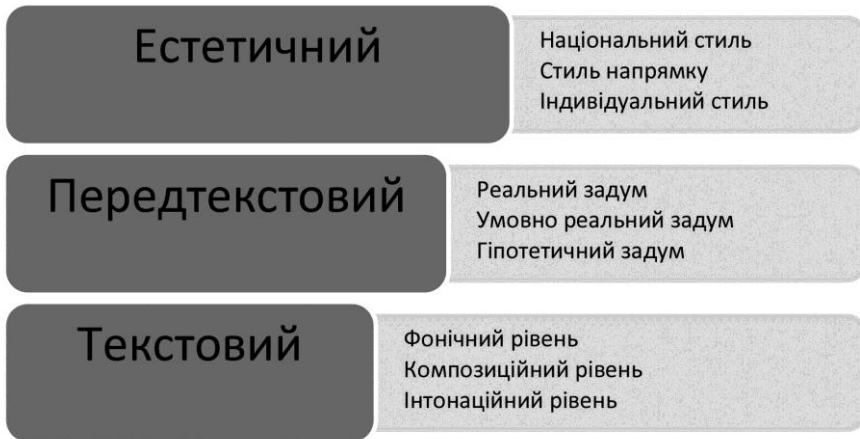 Естетичний
Національний стиль
Стиль напрямку
Індивідуальний стиль
Передтекстовий
Реальний задум
Умовно реальний задум
Гіпотетичний задум
Текстовий
Фонічний рівень
Композиційний рівень
Інтонаційний рівень